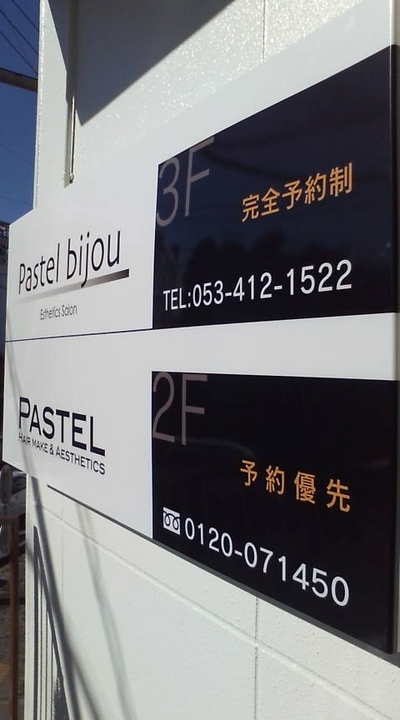 3F
完全予約制
Pastel bijou
Esthetics Salon
TEL:053-412-1522
2F
PASTEL
HAIR MAKE & AESTHETICS
予約優先
0120-071450